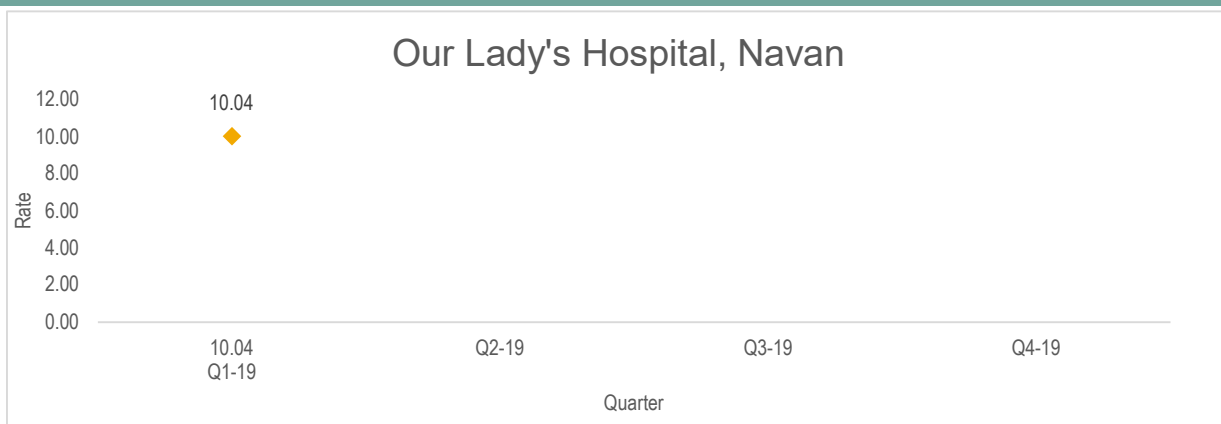 Our Lady's Hospital, Navan
12.00
10.04
10.00
8.00
6.00
Rate
4.00
2.00
0.00
10.04 Q2-19 Q3-19 Q4-19
Q1-19
Quarter